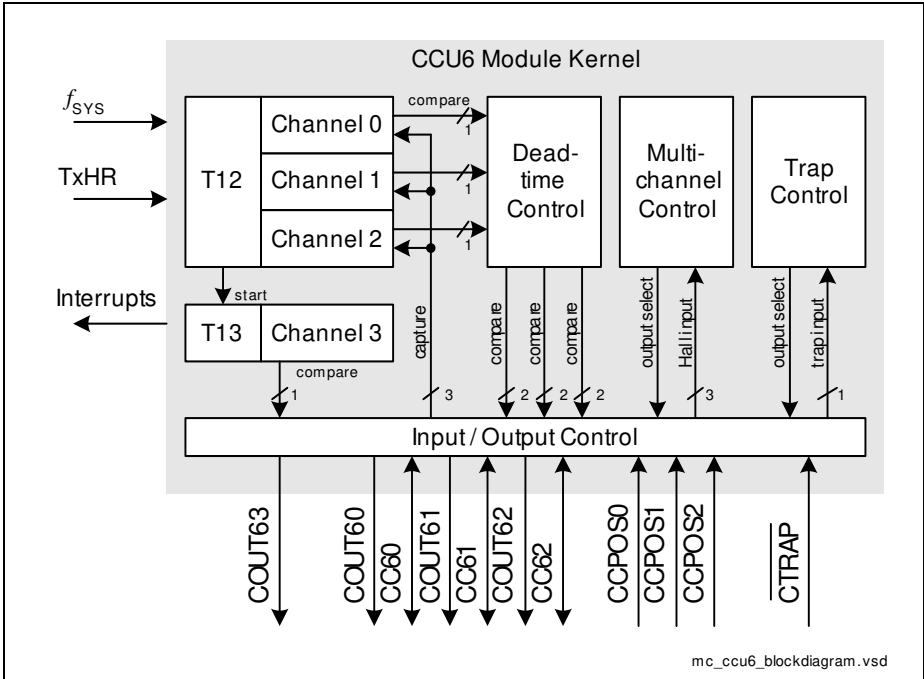 CCU6 Module Kernel
fSYS
TxHR
Interrupts
T12
Channel 0
Channel 1
Channel 2
compare
1
1
1
Dead-
time
Control
Multi-
channel
Control
Trap
Control
start
T13
Channel 3
compare
1
capture
3
compare
2
compare
2
compare
2
output select
Hall input
3
output select
trap input
1
Input / Output Control
COUT63
COUT60
CC60
COUT61
CC61
COUT62
CC62
CCPOS0
CCPOS1
CCPOS2
CTRAP
mc_ccu6_blockdiagram.vsd